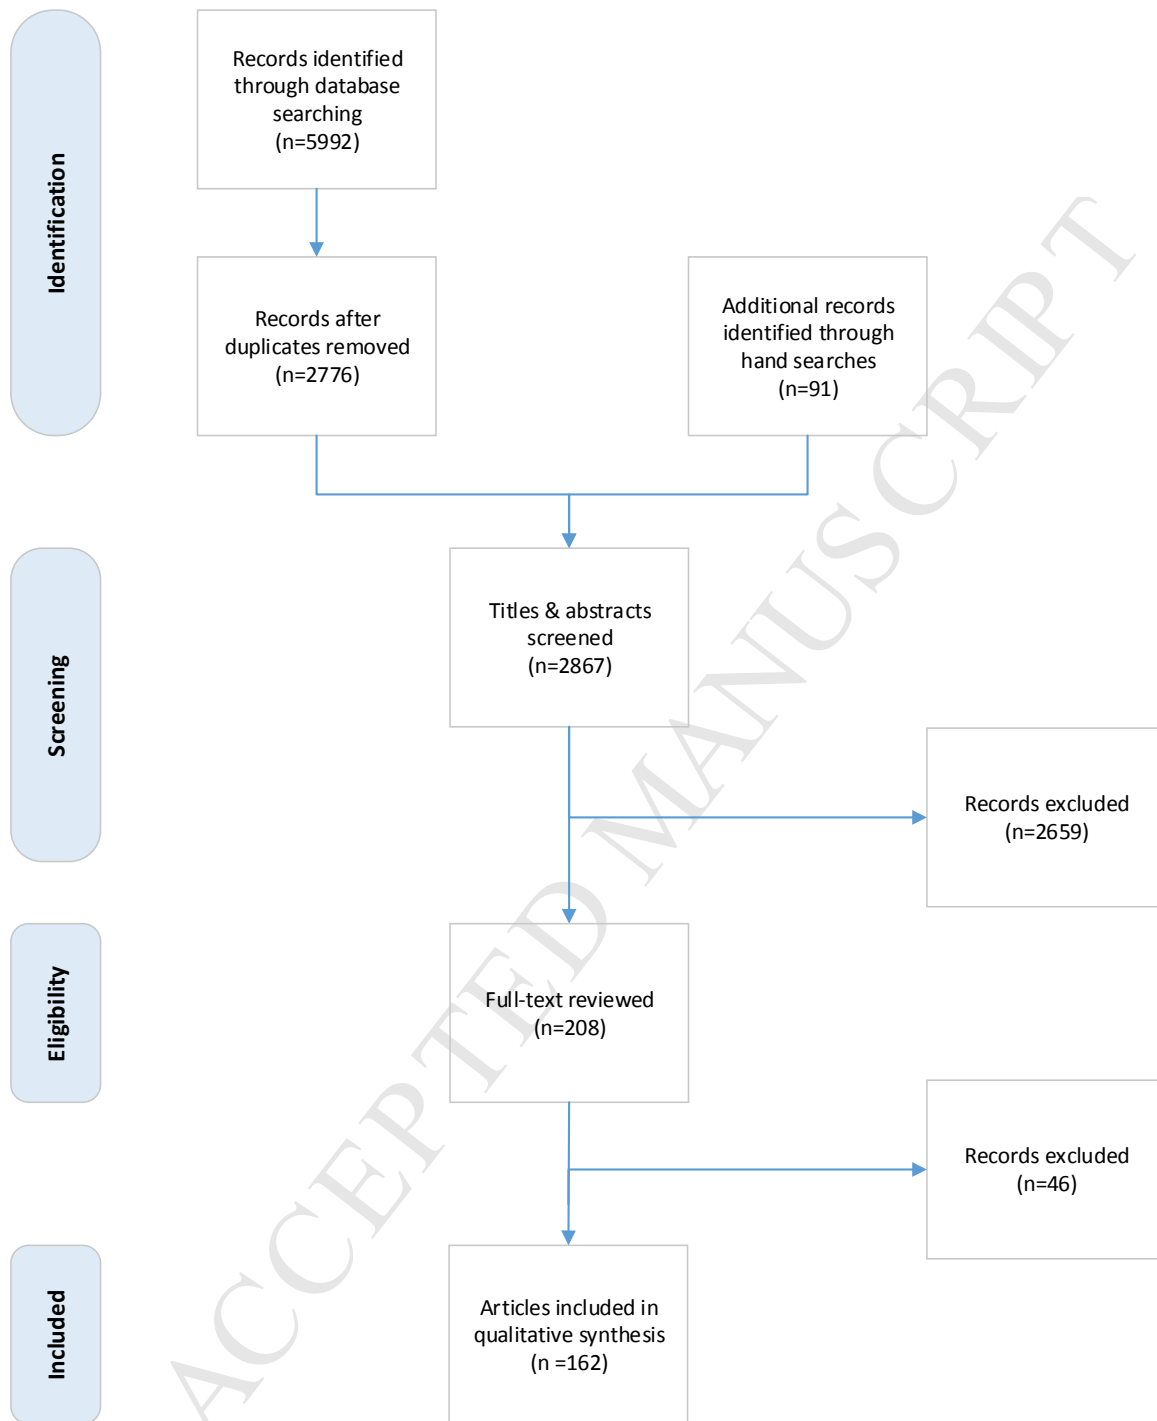 Identification
Records identified
through database
searching
(n=5992)
Records after
duplicates removed
(n=2776)
Additional records
identified through
hand searches
(n=91)
Screening
Titles & abstracts
screened
(n=2867)
Records excluded
(n=2659)
Eligibility
Full-text reviewed
(n=208)
Records excluded
(n=46)
Included
Articles included in
qualitative synthesis
(n =162)
ACCEPTED MANUSCRIPT